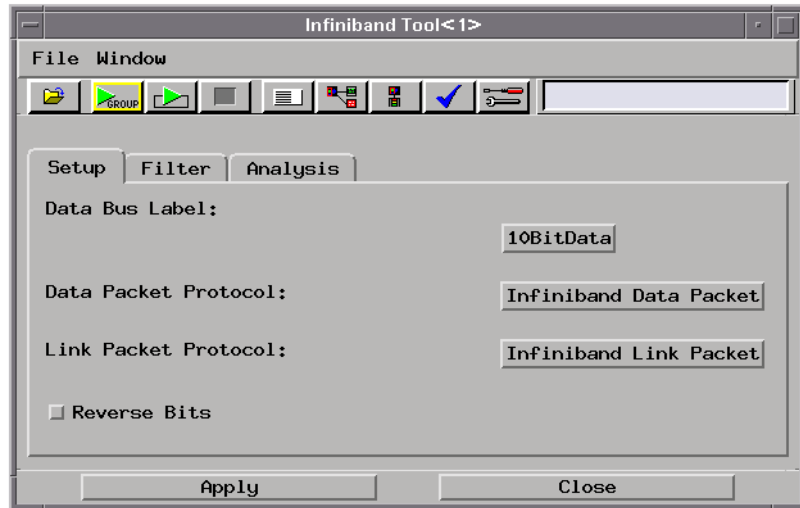 Infiniband Tool<1>
File Window
GROUP
Setup Filter Analysis
Data Bus Label:
10BitData
Data Packet Protocol: Infiniband Data Packet
Link Packet Protocol: Infiniband Link Packet
Reverse Bits
Apply Close